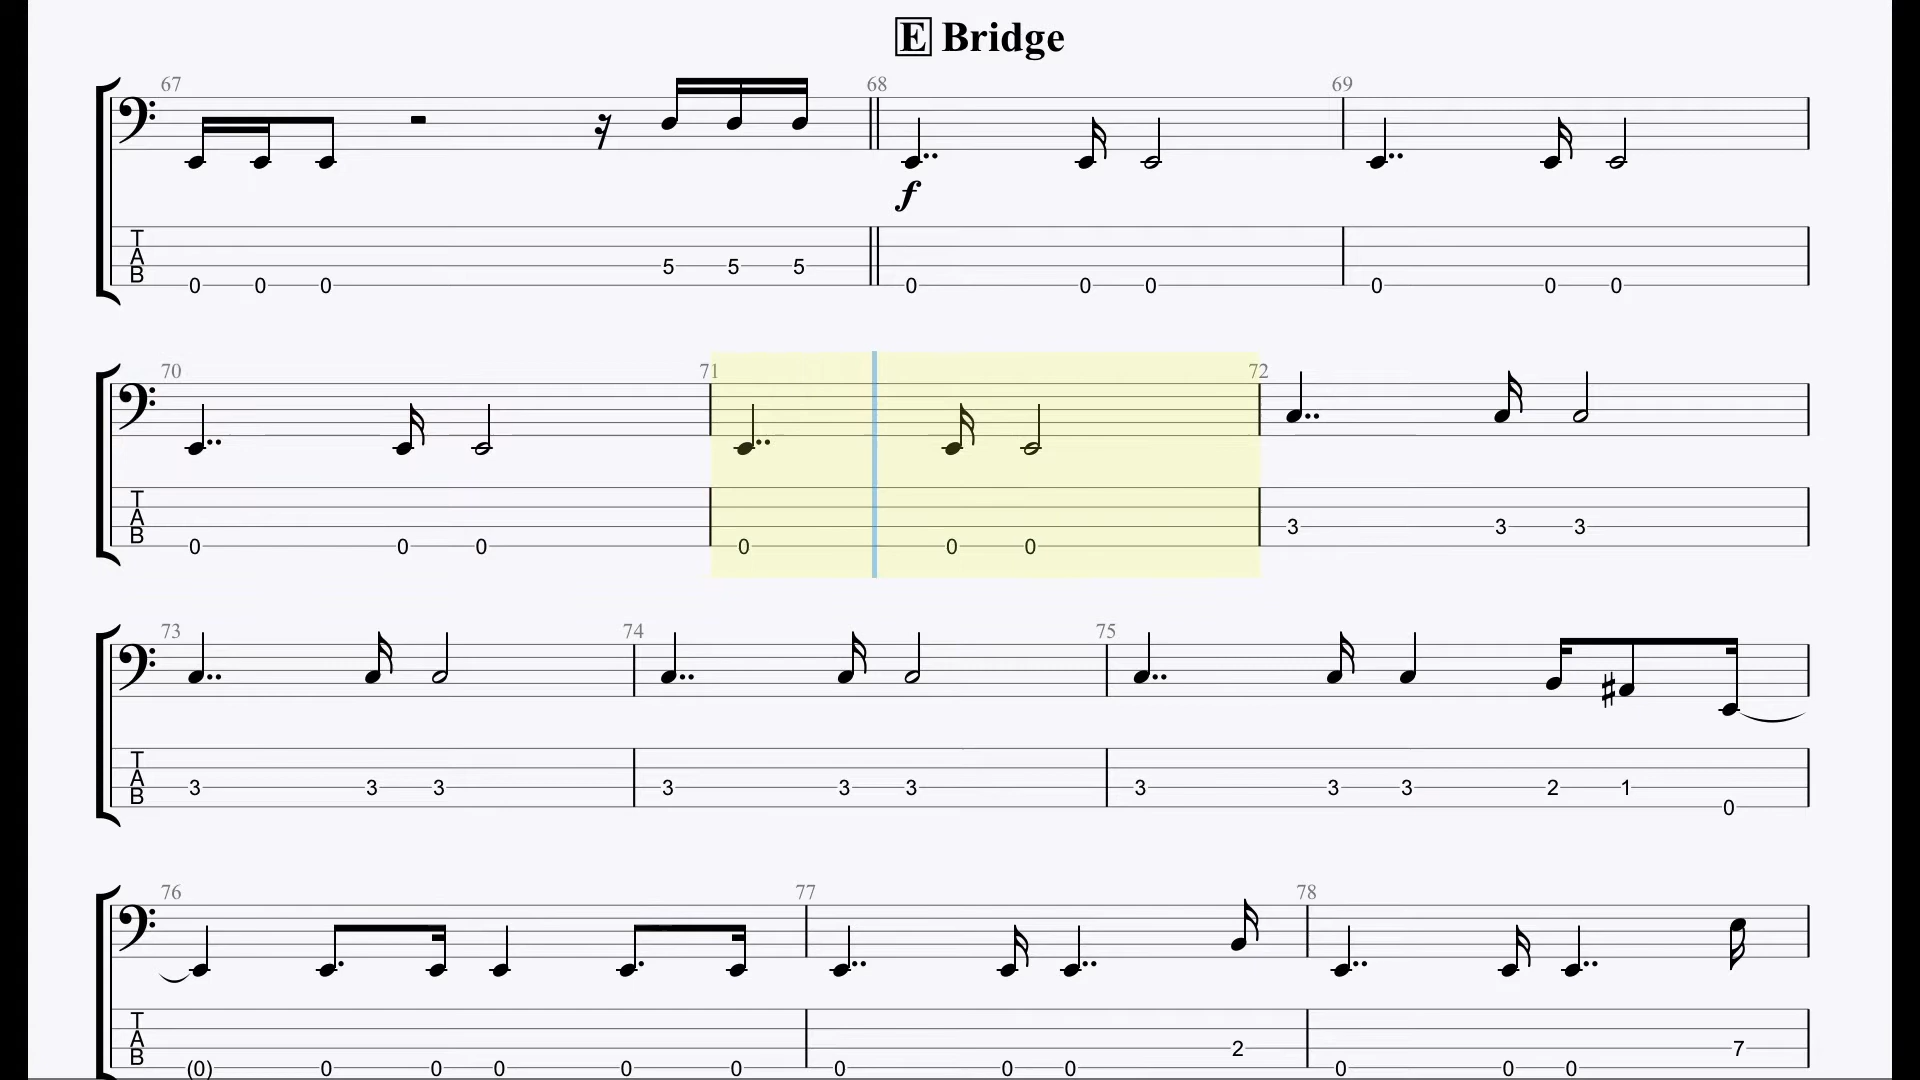 E Bridge
67 68 69
f
T
A
B
5 5 5
0 0 0 0 0 0 0 0 0
70 71 72
T
A
B
3 3 3
0 0 0 0 0 0
73 74 75
T
A
B
3 3 3 3 3 3 3 3 3 2 1
0
76 77 78
T
A
B
2 7
(0) 0 0 0 0 0 0 0 0 0 0 0